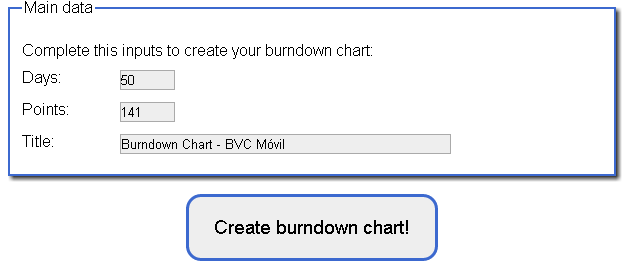 Main data
Complete this inputs to create your burndown chart:
Days: 50
Points: 141
Title: Burndown Chart - BVC Móvil
Create burndown chart!